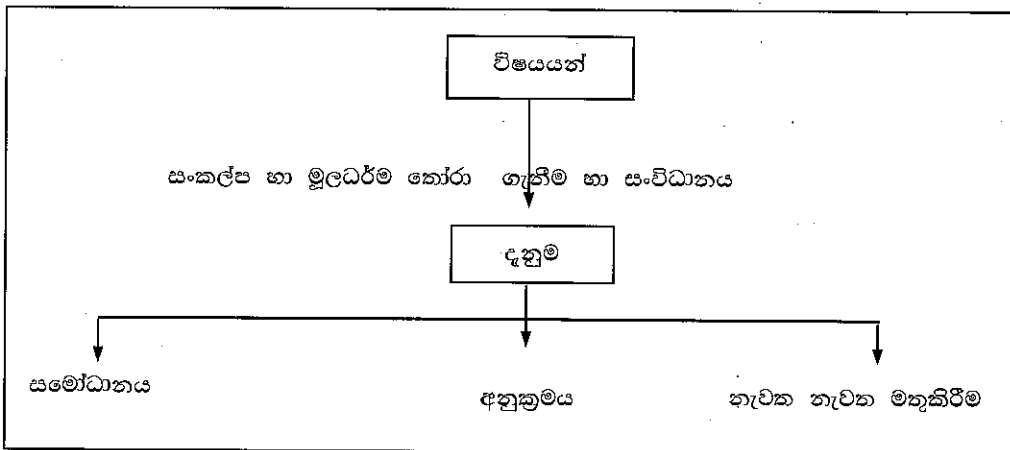 විෂයයන්
සංකල්ප හා මූලධර්ම තෝරා ගැනීම හා සංවිධානය
දැනුම
සමෝධානය
අනුක්‍රමය
නැවත නැවත මතුකිරීම